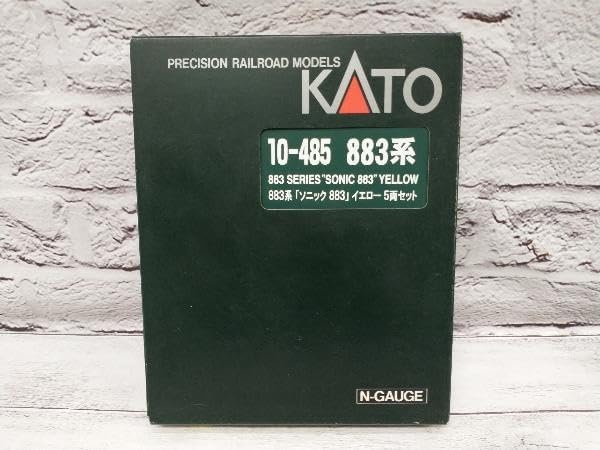 PRECISION RAILROAD MODELS
KATO
10-485 883系
883 SERIES "SONIC 883" YELLOW
883系「ソニック 883」イエロー 5両セット
N-GAUGE